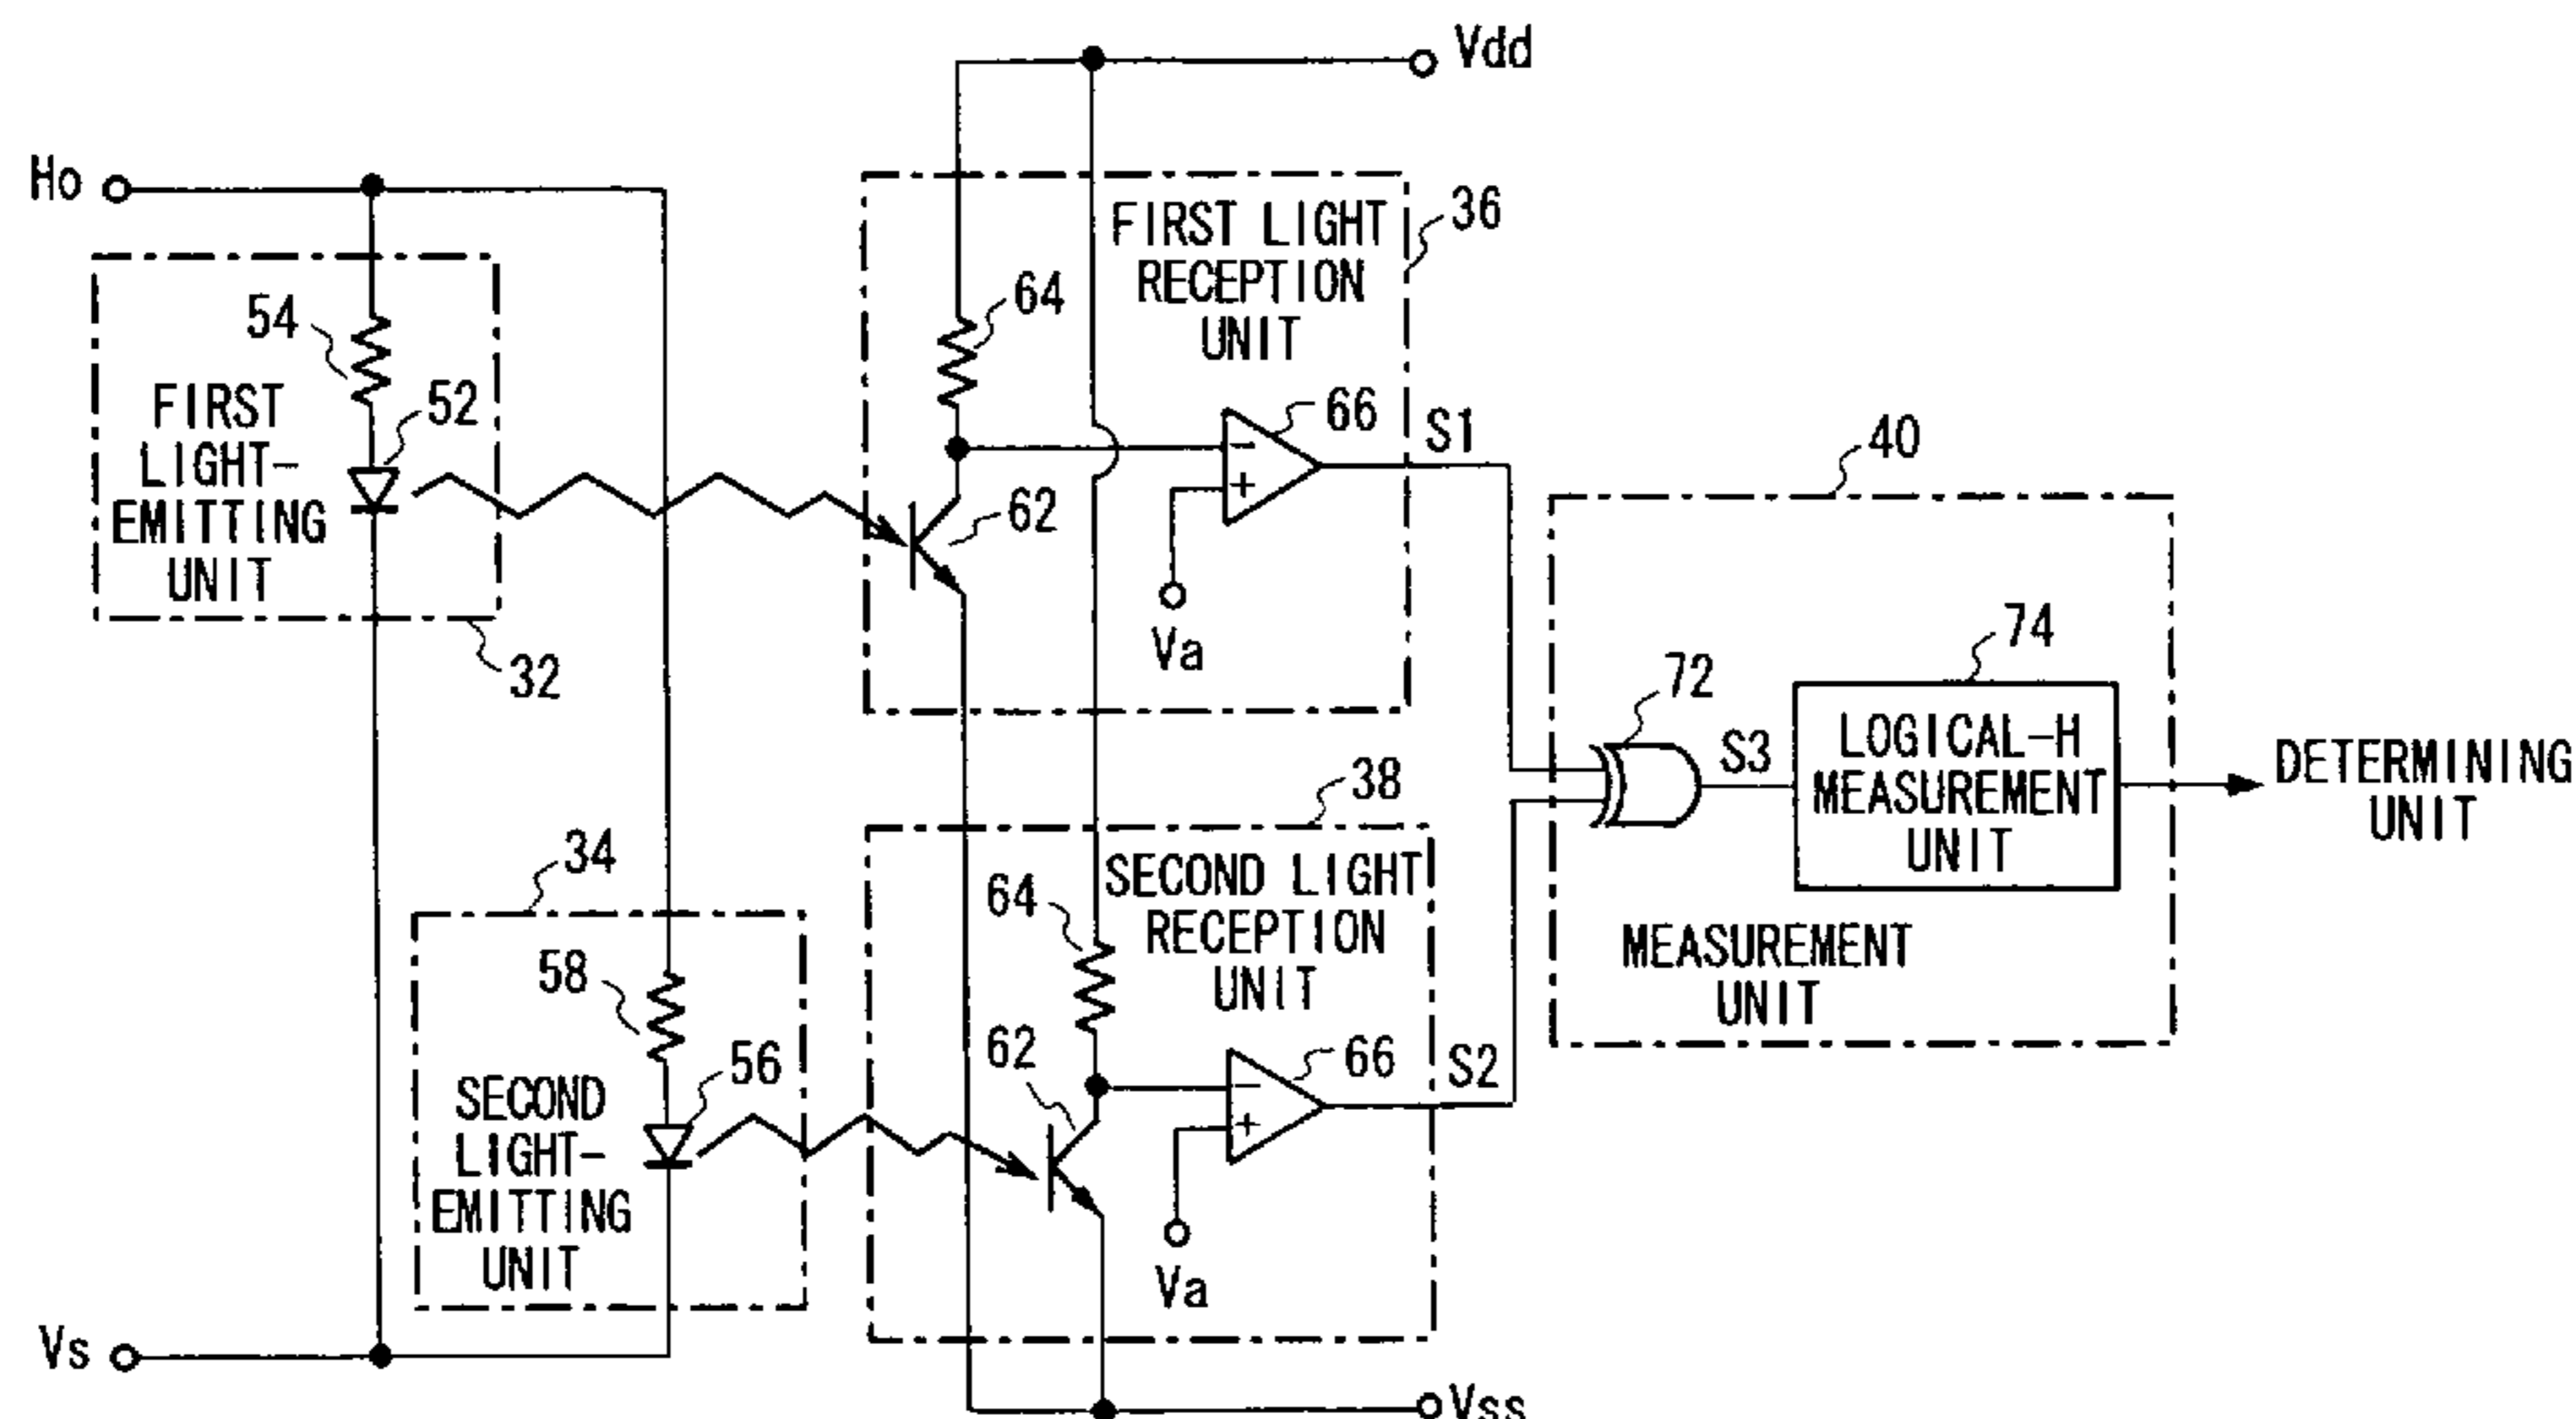 Vdd
Ho
FIRST LIGHT
RECEPTION
UNIT
36
54
64
52
FIRST
LIGHT-
EMITTING
UNIT
66
S1
40
62
Va
32
74
72
S3
LOGICAL-H
MEASUREMENT
UNIT
DETERMINING
UNIT
38
34
SECOND LIGHT
RECEPTION
UNIT
64
MEASUREMENT
UNIT
58
62
56
66
S2
SECOND
LIGHT-
EMITTING
UNIT
Va
Vs
Vss
-
+
-
+